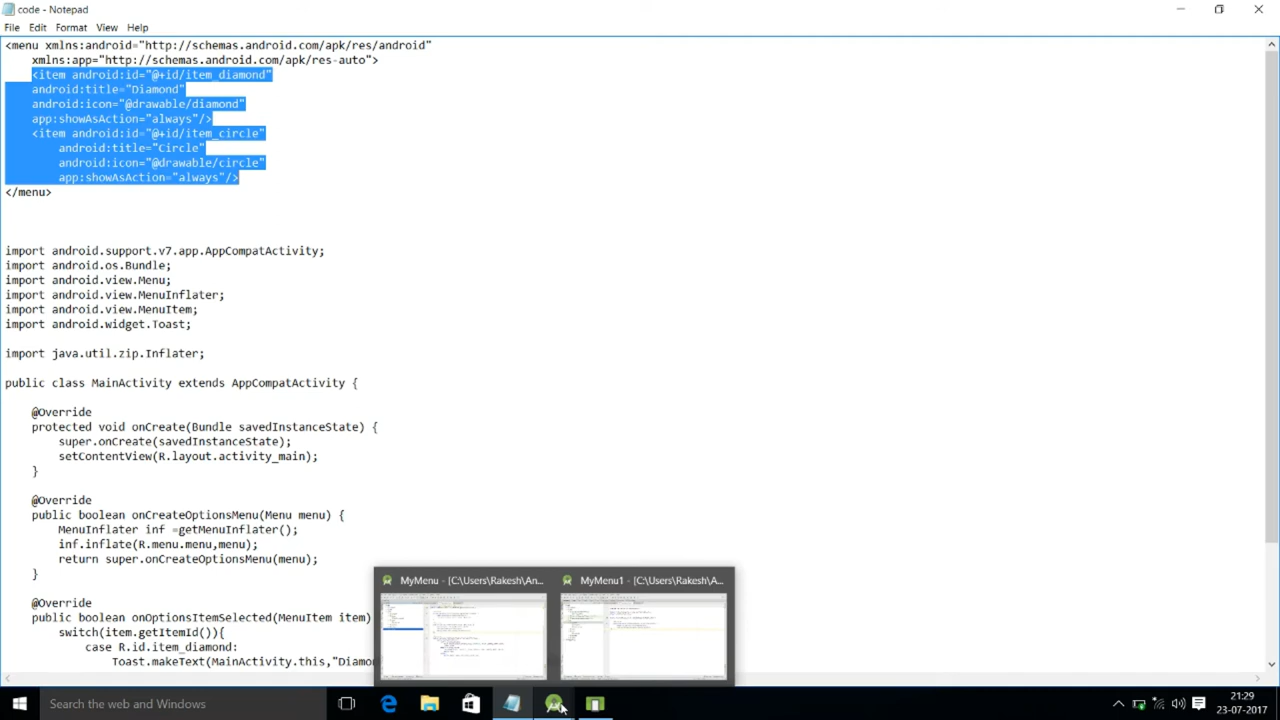 code - Notepad
File Edit Format View Help
<menu xmlns:android="http://schemas.android.com/apk/res/android"
xmlns:app="http://schemas.android.com/apk/res-auto">
<item android:id="@+id/item_diamond"
android:title="Diamond"
android:icon="@drawable/diamond"
app:showAsAction="always"/>
<item android:id="@+id/item_circle"
android:title="Circle"
android:icon="@drawable/circle"
app:showAsAction="always"/>
</menu>
import android.support.v7.app.AppCompatActivity;
import android.os.Bundle;
import android.view.Menu;
import android.view.MenuInflater;
import android.view.MenuItem;
import android.widget.Toast;
import java.util.zip.Inflater;
public class MainActivity extends AppCompatActivity {
@Override
protected void onCreate(Bundle savedInstanceState) {
super.onCreate(savedInstanceState);
setContentView(R.layout.activity_main);
}
@Override
public boolean onCreateOptionsMenu(Menu menu) {
MenuInflater inf =getMenuInflater();
inf.inflate(R.menu.menu,menu);
return super.onCreateOptionsMenu(menu);
}
@Override
public boolean onOptionsItemSelected(MenuItem item)
switch(item.getItemId()){
case R.id.item_diamond:
Toast.makeText(MainActivity.this,"Diamo
MyMenu - [C:\Users\Rakesh\An...
MyMenu1 - [C:\Users\Rakesh\A...
Search the web and Windows
21:29
23-07-2017